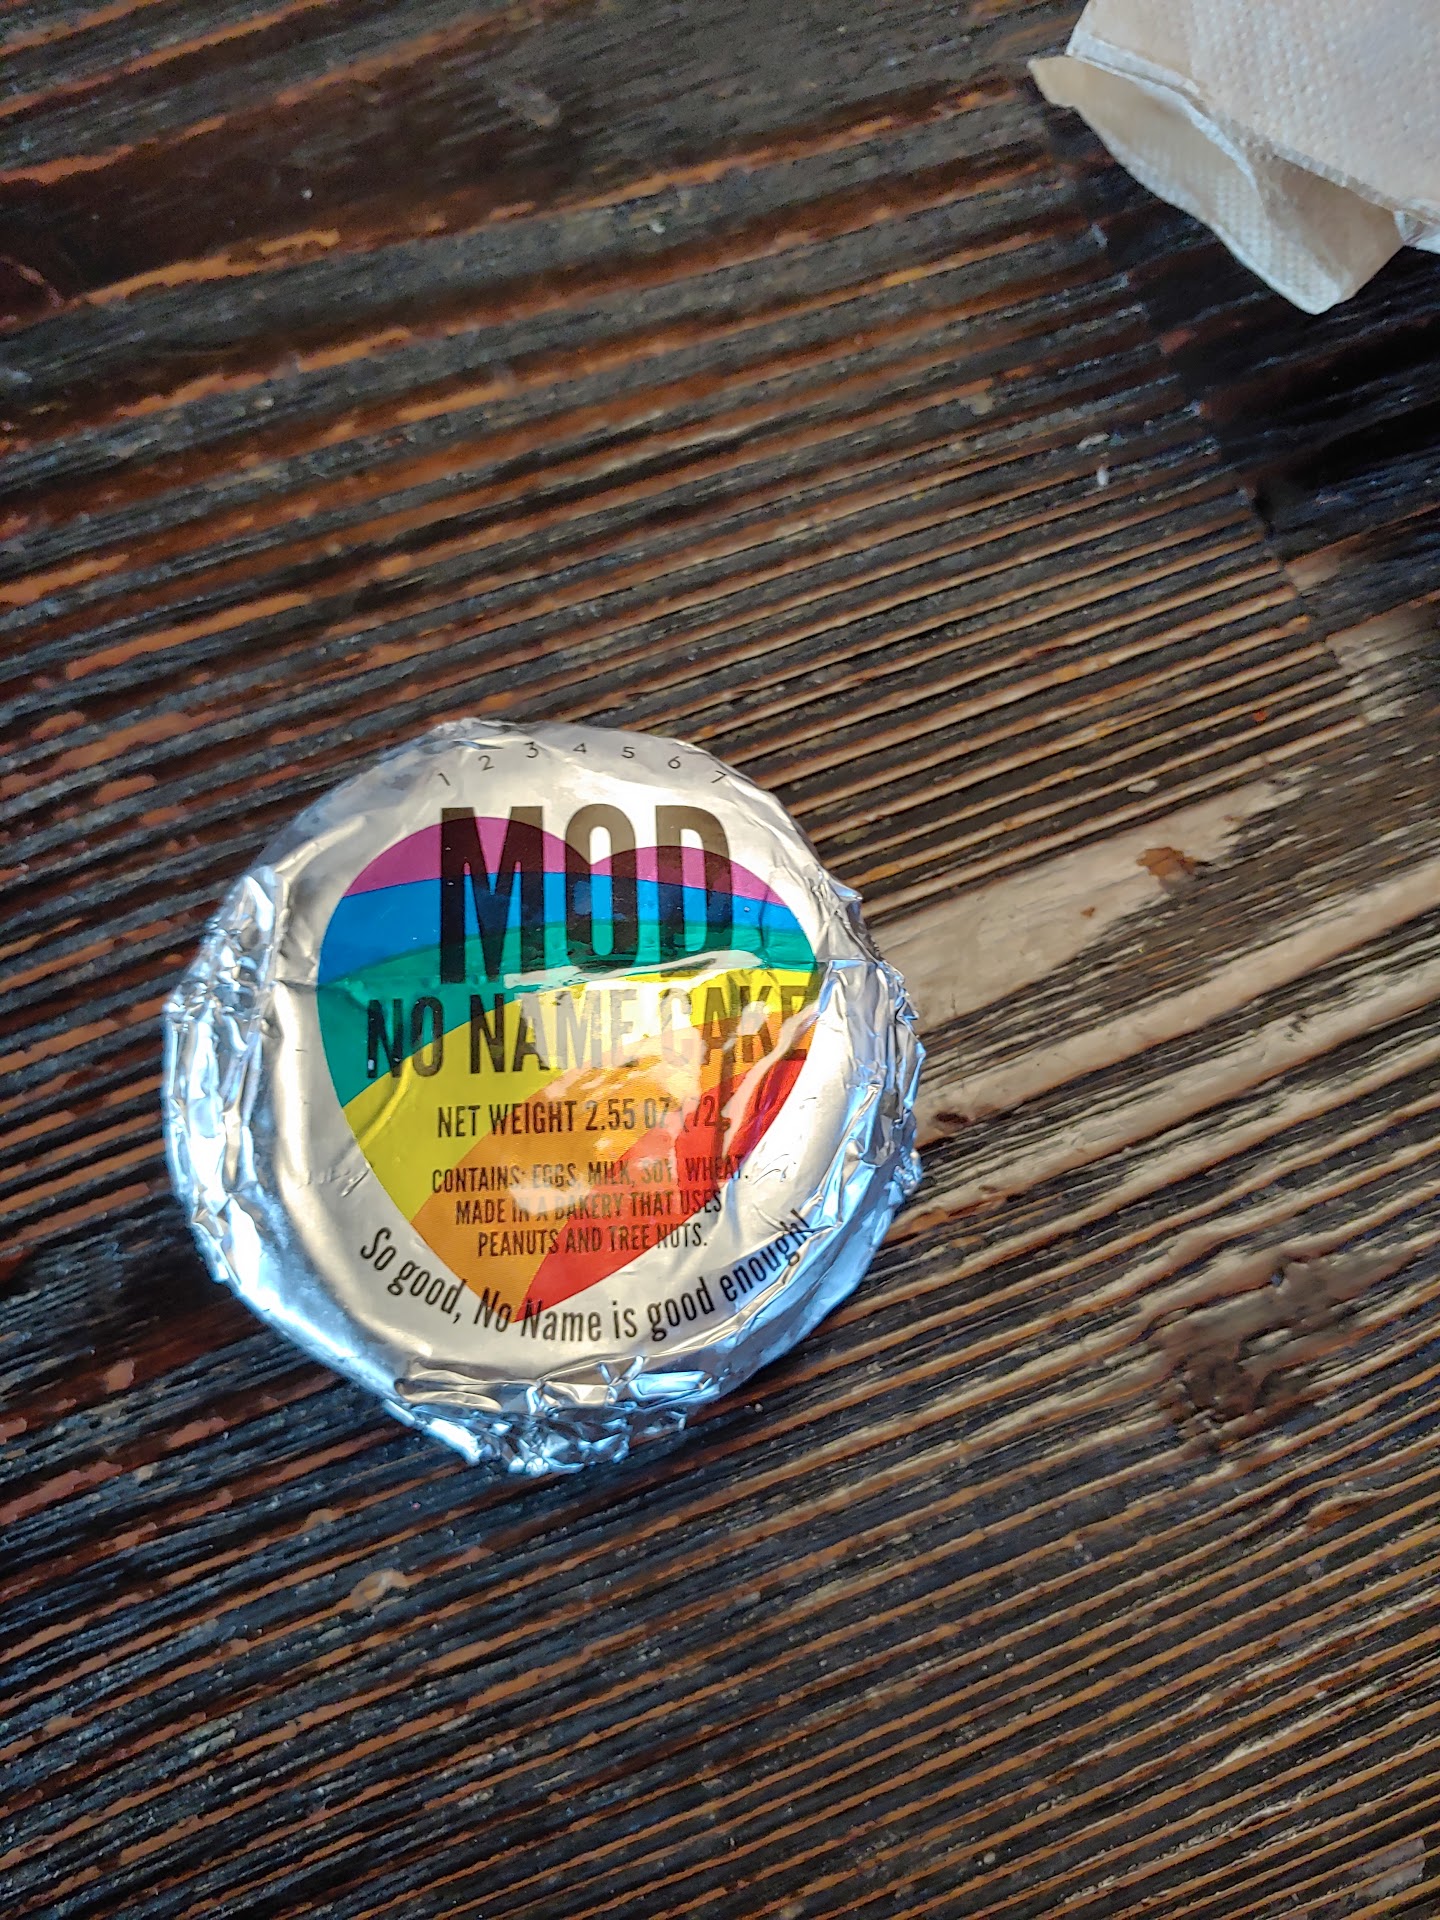 1 2 3 4 5 6 7
MOD
NO NAME CAKE
NET WEIGHT 2.55 OZ (72
CONTAINS: EGGS, MILK, SOY, WHEAT.
MADE IN A BAKERY THAT USES
PEANUTS AND TREE NUTS.
So good, No Name is good enough!